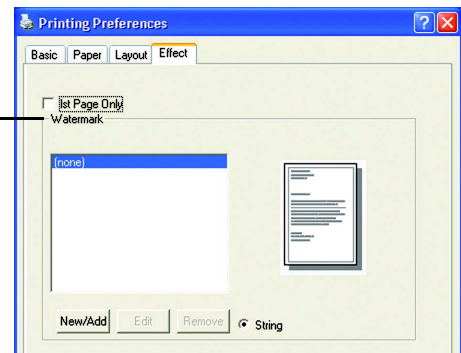 Printing Preferences
Basic Paper Layout Effect
Ist Page Only
Watermark
(none)
New/Add Edit Remove String